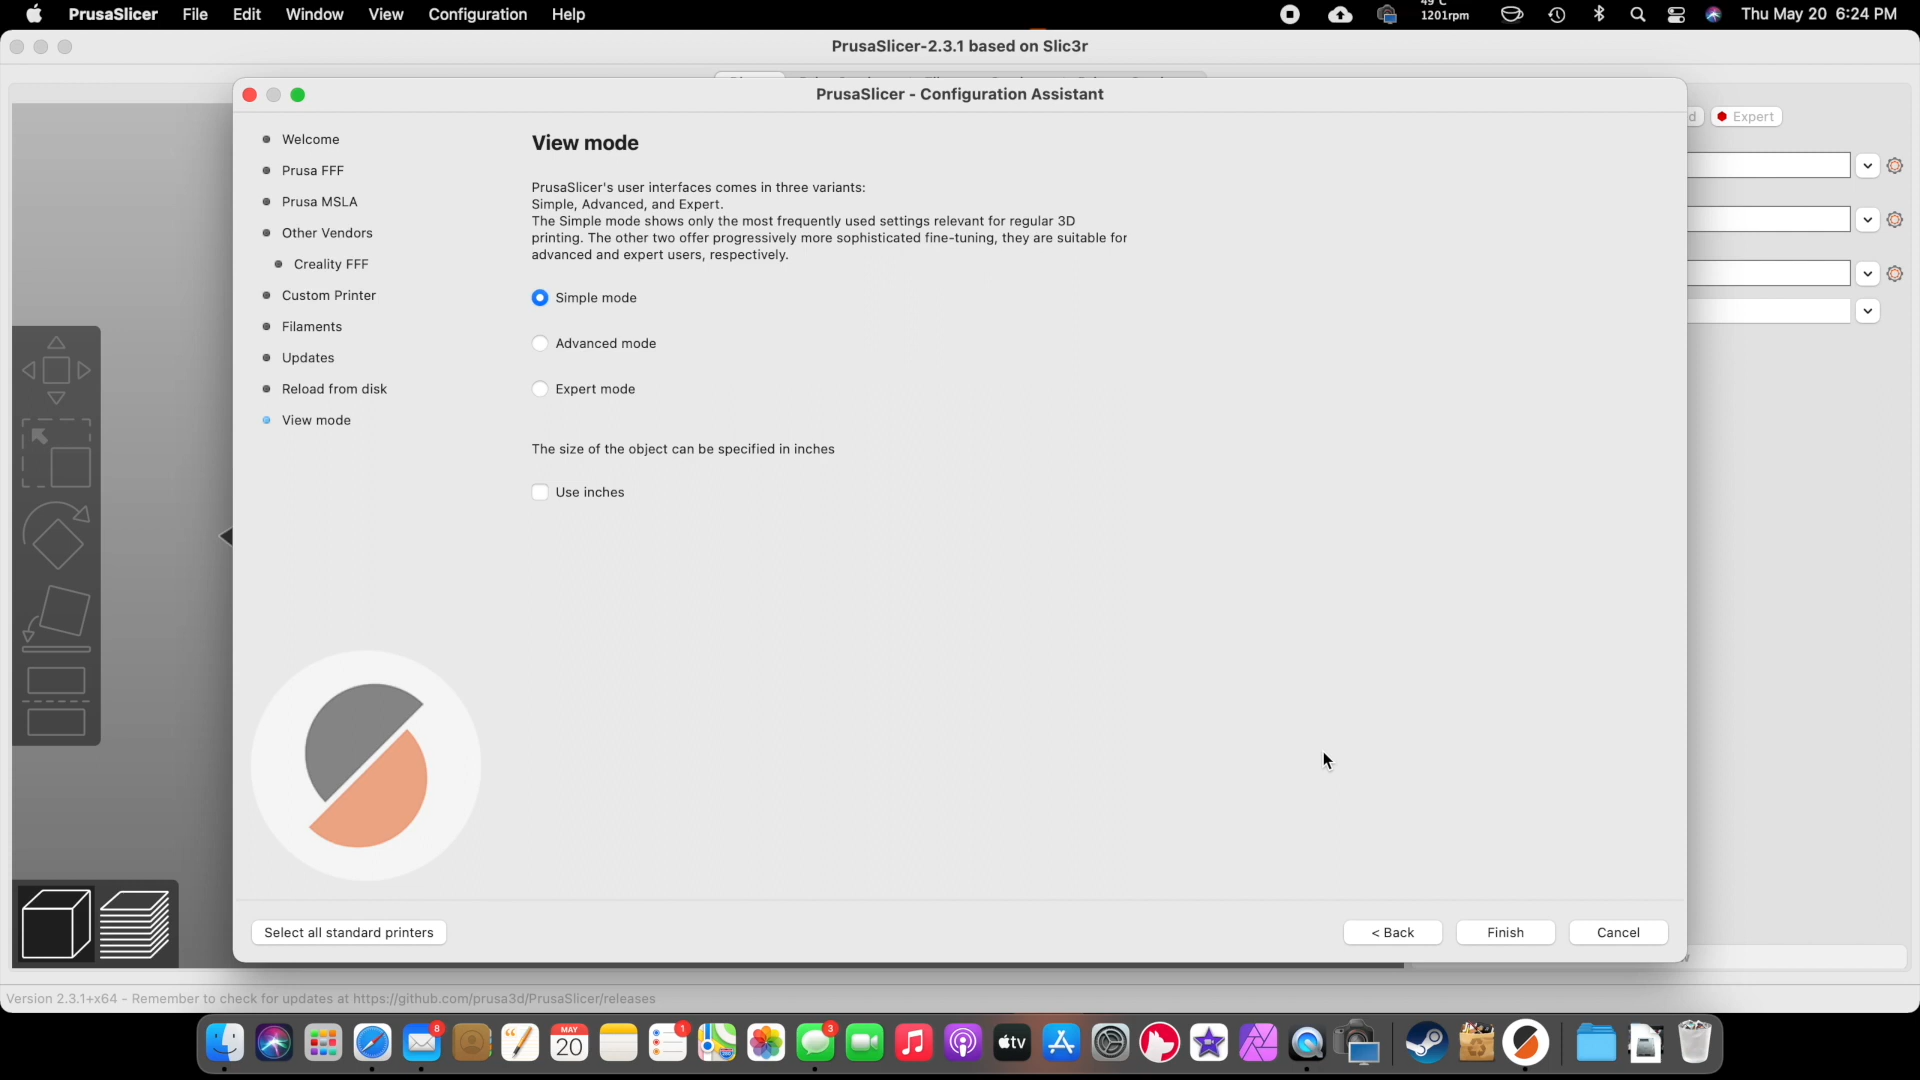 PrusaSlicer File Edit Window View Configuration Help
1201rpm
Thu May 20 6:24 PM
PrusaSlicer-2.3.1 based on Slic3r
PrusaSlicer - Configuration Assistant
Expert
Welcome
Prusa FFF
Prusa MSLA
Other Vendors
Creality FFF
Custom Printer
Filaments
Updates
Reload from disk
View mode
View mode
PrusaSlicer's user interfaces comes in three variants:
Simple, Advanced, and Expert.
The Simple mode shows only the most frequently used settings relevant for regular 3D
printing. The other two offer progressively more sophisticated fine-tuning, they are suitable for
advanced and expert users, respectively.
Simple mode
Advanced mode
Expert mode
The size of the object can be specified in inches
Use inches
Select all standard printers
< Back
Finish
Cancel
Version 2.3.1+x64 - Remember to check for updates at https://github.com/prusa3d/PrusaSlicer/releases
8
MAY
20
1
3
tv